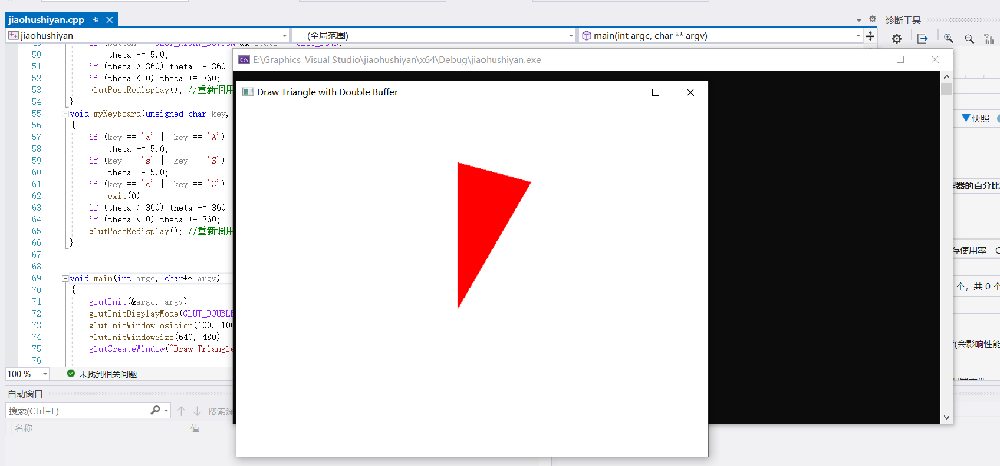 jiaohushiyan.cpp
诊断工具
jiaohushiyan
(全局范围)
main(int argc, char ** argv)
49 if (button GLUT_RIGHT_BUTTON && state GLUT_DOWN)
50 theta -= 5.0;
51 if (theta > 360) theta -= 360;
52 if (theta < 0) theta += 360;
53 glutPostRedisplay(); //重新调用
54 }
55 void myKeyboard(unsigned char key,
56 {
57 if (key == 'a' || key == 'A')
58 theta += 5.0;
59 if (key == 's' || key == 'S')
60 theta -= 5.0;
61 if (key == 'c' || key == 'C')
62 exit(0);
63 if (theta > 360) theta -= 360;
64 if (theta < 0) theta += 360;
65 glutPostRedisplay(); //重新调用
66 }
67
68
69 void main(int argc, char** argv)
70 {
71 glutInit(&argc, argv);
72 glutInitDisplayMode(GLUT_DOUBLE
73 glutInitWindowPosition(100, 100
74 glutInitWindowSize(640, 480);
75 glutCreateWindow("Draw Triangle
76
100 %
未找到相关问题
自动窗口
搜索(Ctrl+E)
搜索深
名称
值
E:\Graphics_Visual Studio\jiaohushiyan\x64\Debug\jiaohushiyan.exe
Draw Triangle with Double Buffer
快照
理器的百分比
存使用率
个，共 0 个
(会影响性能